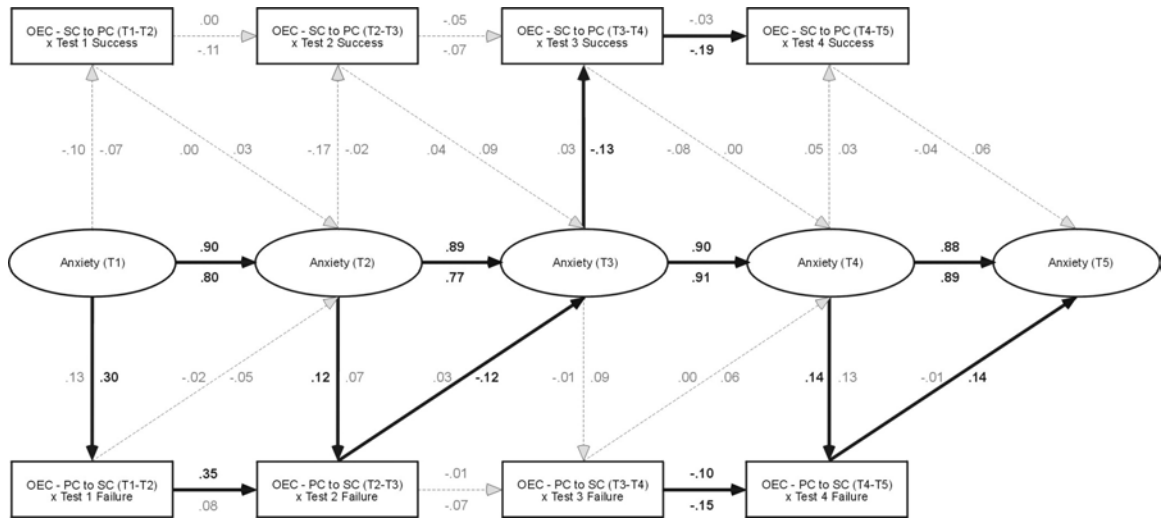 OEC - SC to PC (T1-T2)
x Test 1 Success
.00
-.11
OEC - SC to PC (T2-T3)
x Test 2 Success
-.05
-.07
OEC - SC to PC (T3-T4)
x Test 3 Success
-.03
-.19
OEC - SC to PC (T4-T5)
x Test 4 Success
-.10 -.07
.00 .03
-.17 -.02
.04 .09
.03 -.13
-.08 .00
.05 .03
-.04 .06
Anxiety (T1)
.90
.80
Anxiety (T2)
.89
.77
Anxiety (T3)
.90
.91
Anxiety (T4)
.88
.89
Anxiety (T5)
.13 .30
-.02 -.05
.12 .07
.03 -.12
-.01 .09
.00 .06
.14 .13
-.01 .14
OEC - PC to SC (T1-T2)
x Test 1 Failure
.35
.08
OEC - PC to SC (T2-T3)
x Test 2 Failure
-.01
-.07
OEC - PC to SC (T3-T4)
x Test 3 Failure
-.10
-.15
OEC - PC to SC (T4-T5)
x Test 4 Failure